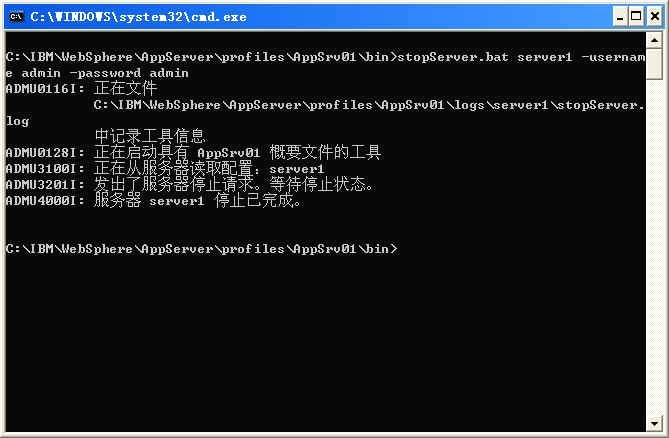 C:\WINDOWS\system32\cmd.exe
C:\IBM\WebSphere\AppServer\profiles\AppSrv01\bin>stopServer.bat server1 -usernam
e admin -password admin
ADMU0116I: 正在文件
C:\IBM\WebSphere\AppServer\profiles\AppSrv01\logs\server1\stopServer.
log
中记录工具信息
ADMU0128I: 正在启动具有 AppSrv01 概要文件的工具
ADMU3100I: 正在从服务器读取配置：server1
ADMU3201I: 发出了服务器停止请求。等待停止状态。
ADMU4000I: 服务器 server1 停止已完成。
C:\IBM\WebSphere\AppServer\profiles\AppSrv01\bin>